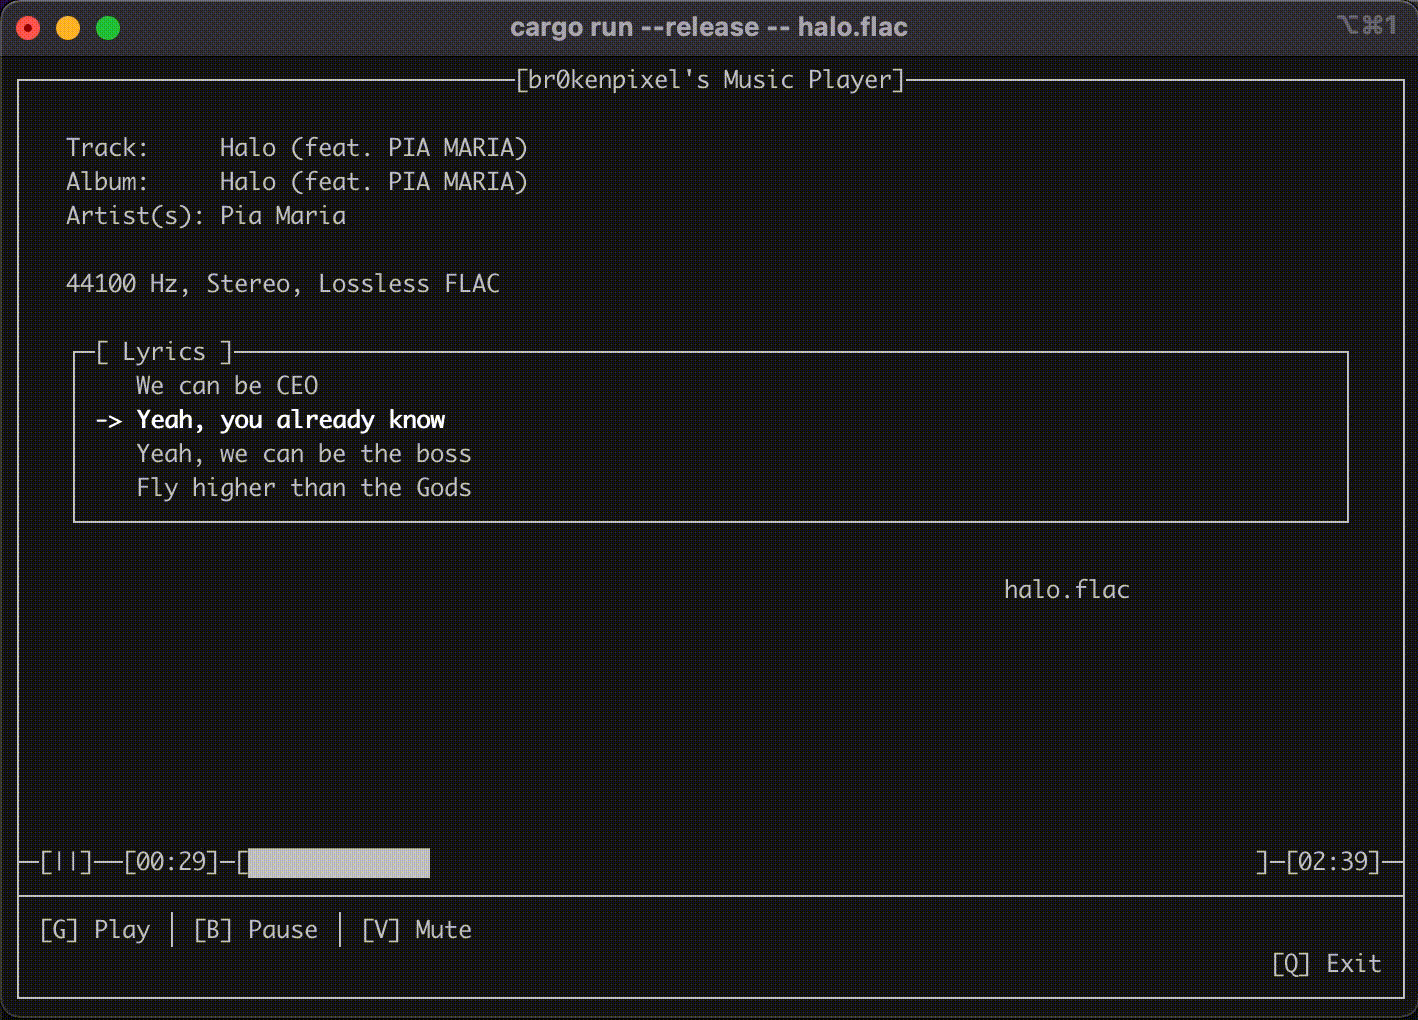 cargo run --release -- halo.flac ⌥⌘1
[br0kenpixel's Music Player]
Track: Halo (feat. PIA MARIA)
Album: Halo (feat. PIA MARIA)
Artist(s): Pia Maria
44100 Hz, Stereo, Lossless FLAC
[ Lyrics ]
We can be CEO
-> Yeah, you already know
Yeah, we can be the boss
Fly higher than the Gods
halo.flac
[||] [00:29] [ ] [02:39]
[G] Play │ [B] Pause │ [V] Mute
[Q] Exit